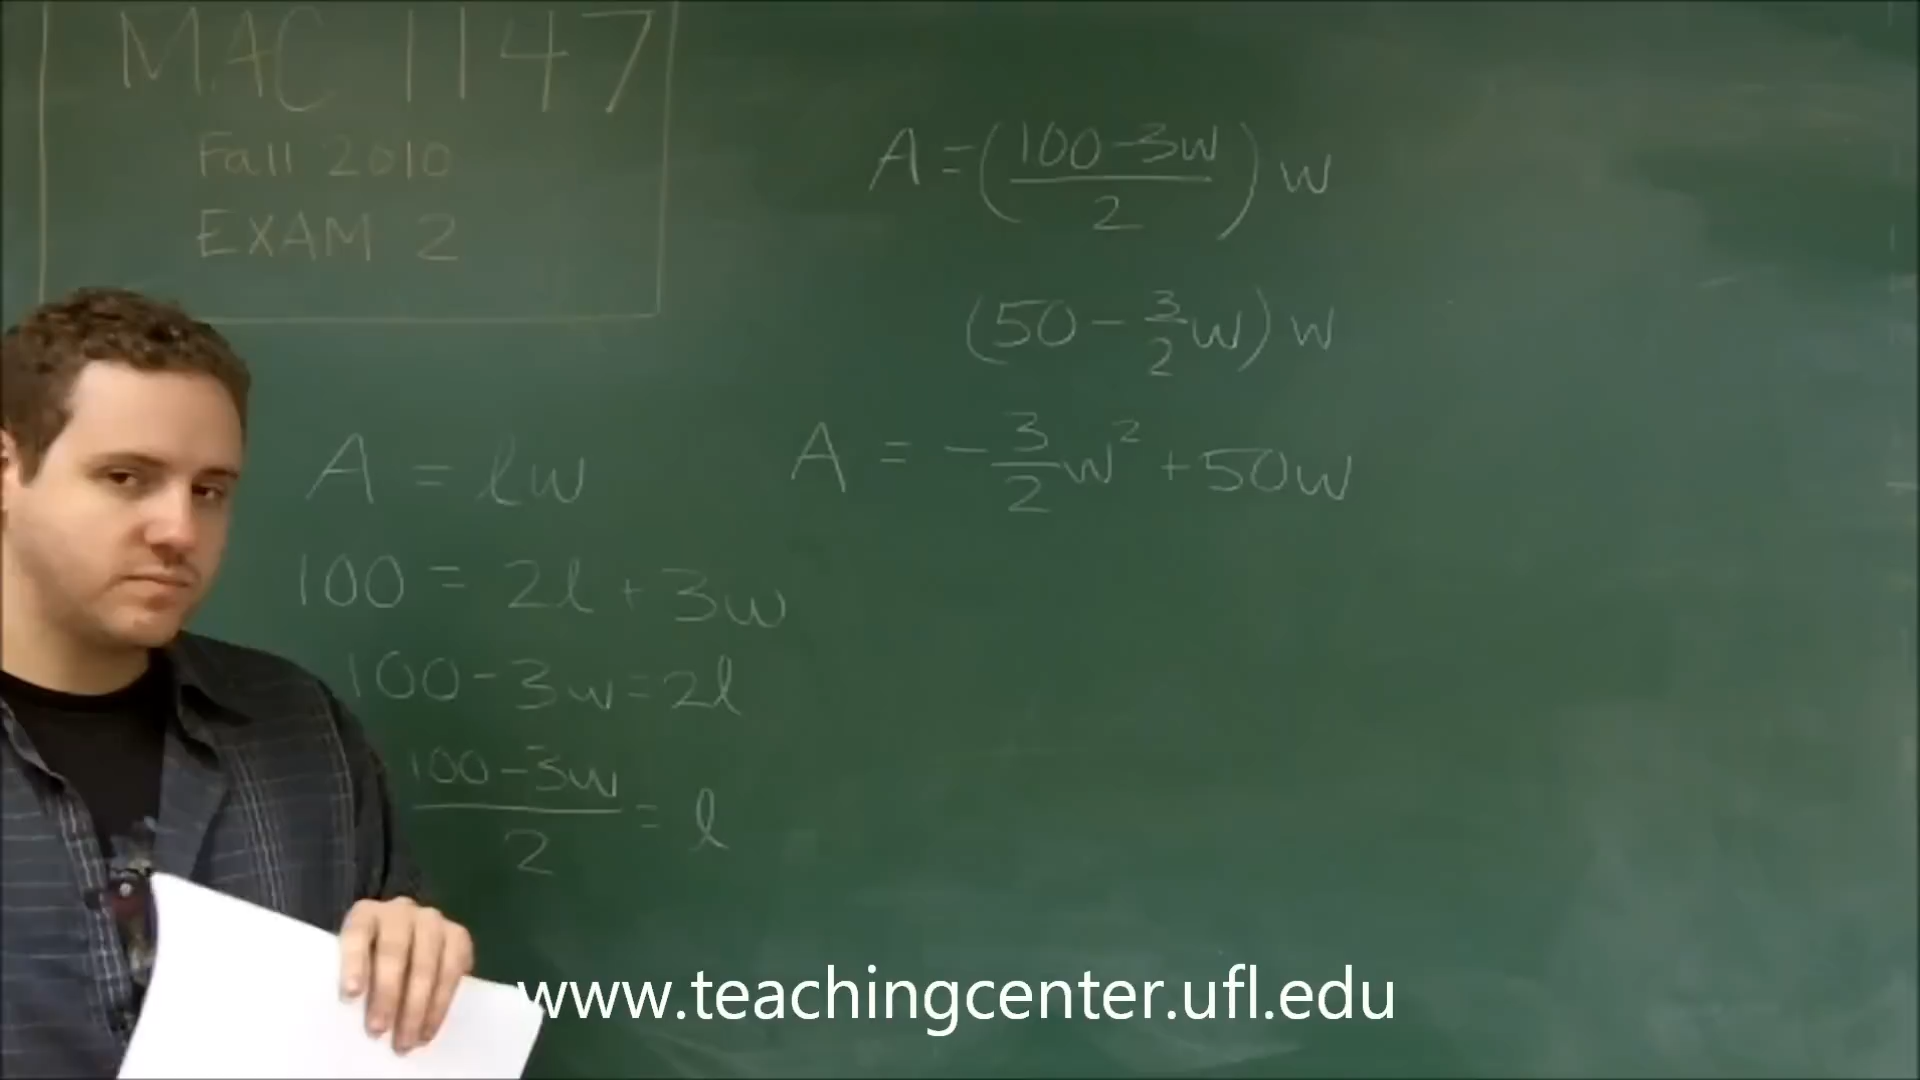 MAC 1147
Fall 2010
EXAM 2
A = lw
100 = 2l + 3w
100 - 3w = 2l
100 - 3w / 2 = l
A = (100 - 3w / 2) w
(50 - 3/2 w) w
A = - 3/2 w² + 50w
www.teachingcenter.ufl.edu